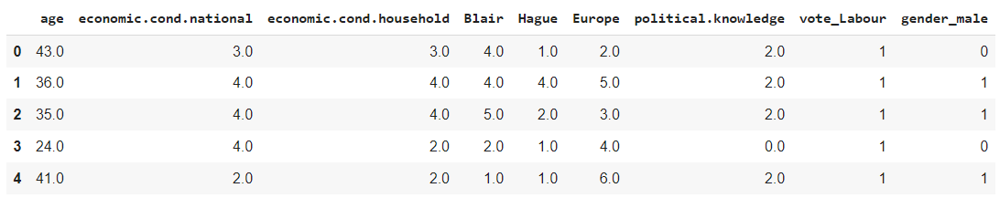 age economic.cond.national economic.cond.household Blair Hague Europe political.knowledge vote_Labour gender_male
0 43.0 3.0 3.0 4.0 1.0 2.0 2.0 1 0
1 36.0 4.0 4.0 4.0 4.0 5.0 2.0 1 1
2 35.0 4.0 4.0 5.0 2.0 3.0 2.0 1 1
3 24.0 4.0 2.0 2.0 1.0 4.0 0.0 1 0
4 41.0 2.0 2.0 1.0 1.0 6.0 2.0 1 1